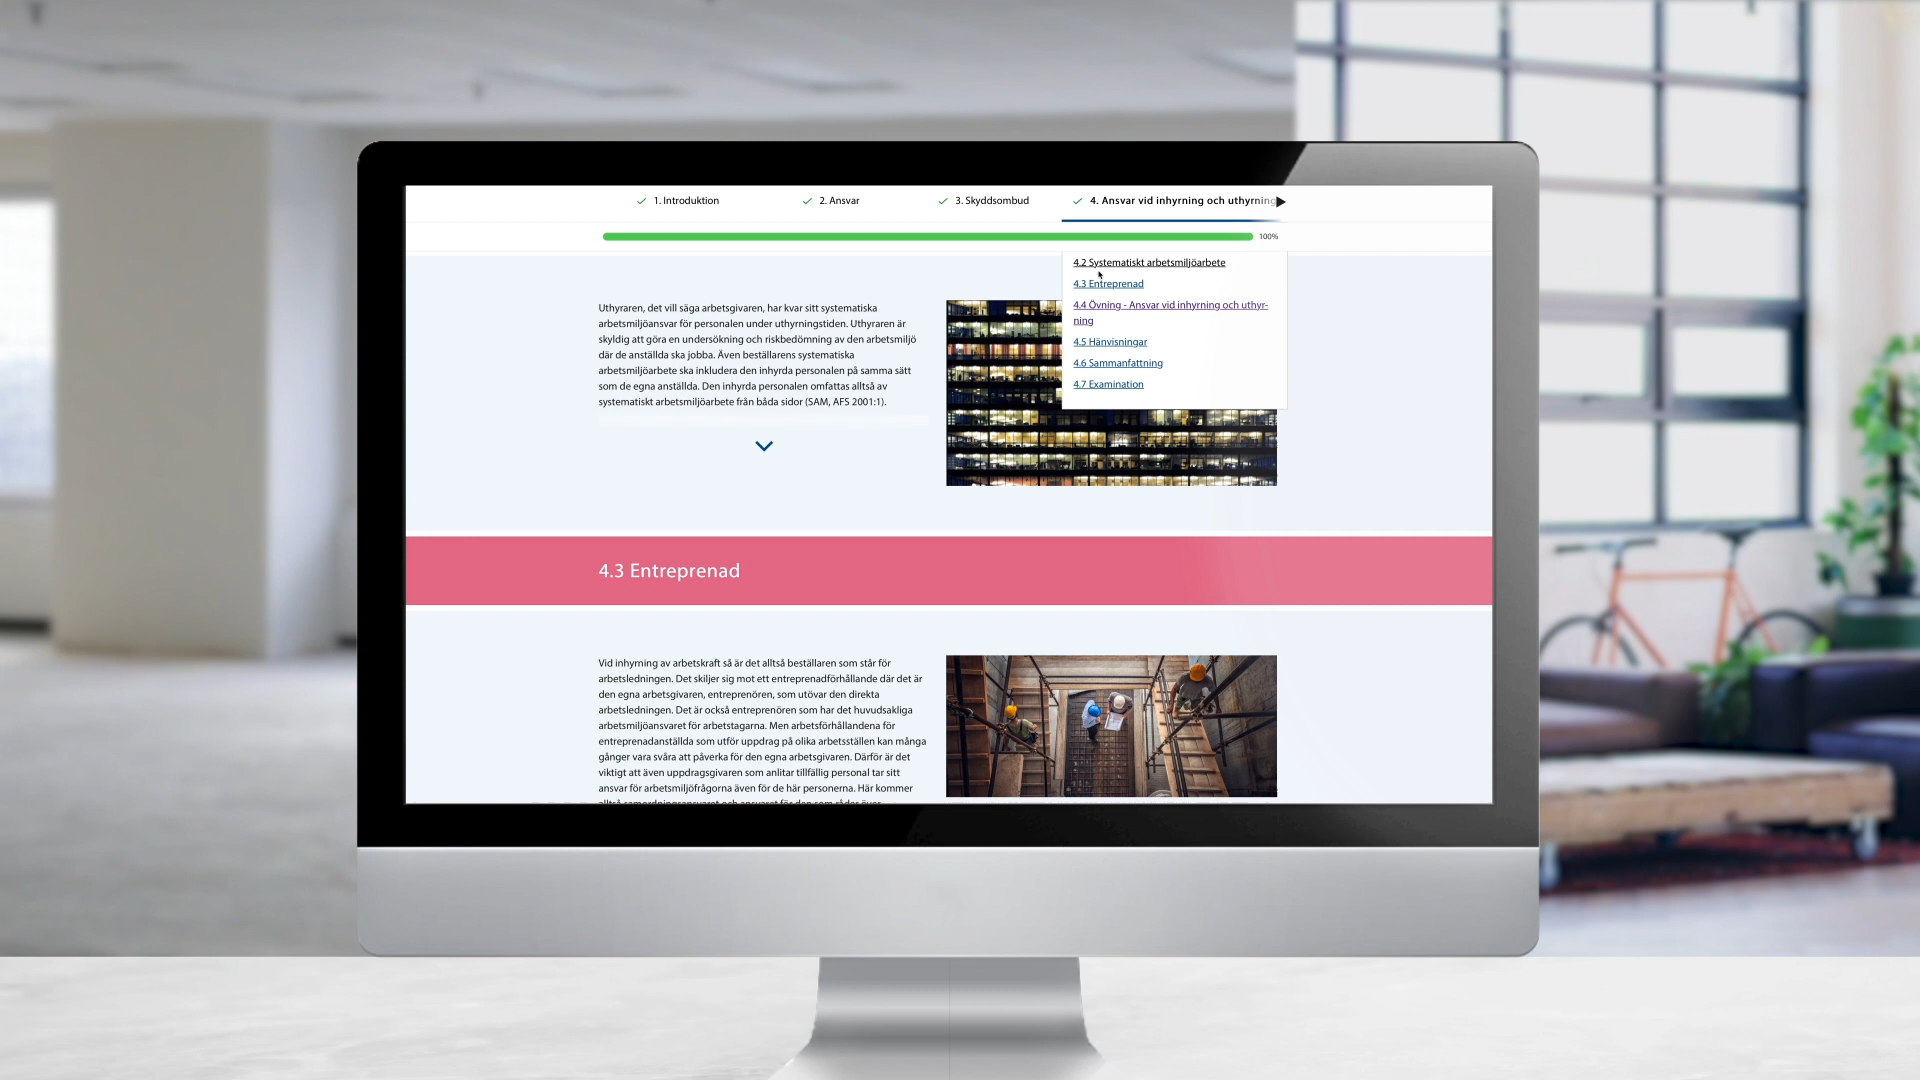 1. Introduktion
2. Ansvar
3. Skyddsombud
4. Ansvar vid inhyrning och uthyrning
100%
4.2 Systematiskt arbetsmiljöarbete
4.3 Entreprenad
4.4 Övning - Ansvar vid inhyrning och uthyr-
ning
4.5 Hänvisningar
4.6 Sammanfattning
4.7 Examination
Uthyraren, det vill säga arbetsgivaren, har kvar sitt systematiska
arbetsmiljöansvar för personalen under uthyrningstiden. Uthyraren är
skyldig att göra en undersökning och riskbedömning av den arbetsmiljö
där de anställda ska jobba. Även beställarens systematiska
arbetsmiljöarbete ska inkludera den inhyrda personalen på samma sätt
som de egna anställda. Den inhyrda personalen omfattas alltså av
systematiskt arbetsmiljöarbete från båda sidor (SAM, AFS 2001:1).
4.3 Entreprenad
Vid inhyrning av arbetskraft så är det alltså beställaren som står för
arbetsledningen. Det skiljer sig mot ett entreprenadförhållande där det är
den egna arbetsgivaren, entreprenören, som utövar den direkta
arbetsledningen. Det är också entreprenören som har det huvudsakliga
arbetsmiljöansvaret för arbetstagarna. Men arbetsförhållandena för
entreprenadanställda som utför uppdrag på olika arbetsställen kan många
gånger vara svåra att påverka för den egna arbetsgivaren. Därför är det
viktigt att även uppdragsgivaren som anlitar tillfällig personal tar sitt
ansvar för arbetsmiljöfrågorna även för de här personerna. Här kommer
alltså samordningsansvaret och ansvaret för den som råder över